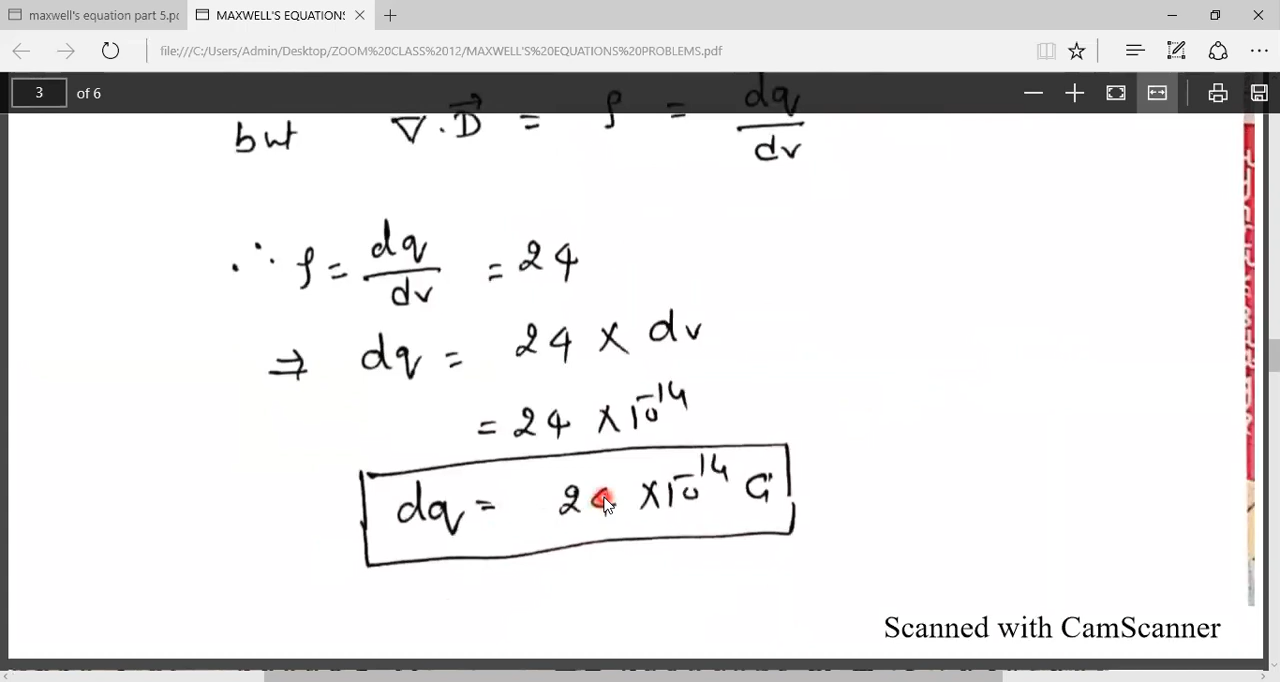 maxwell's equation part 5.pc
MAXWELL'S EQUATIONS
file:///C:/Users/Admin/Desktop/ZOOM%20CLASS%2012/MAXWELL'S%20EQUATIONS%20PROBLEMS.pdf
3 of 6
but ∇·D⃗ = ρ = dq/dv
∴ ρ = dq/dv = 24
⇒ dq = 24 × dv
= 24 × 10⁻¹⁴
dq = 24 × 10⁻¹⁴ C
Scanned with CamScanner